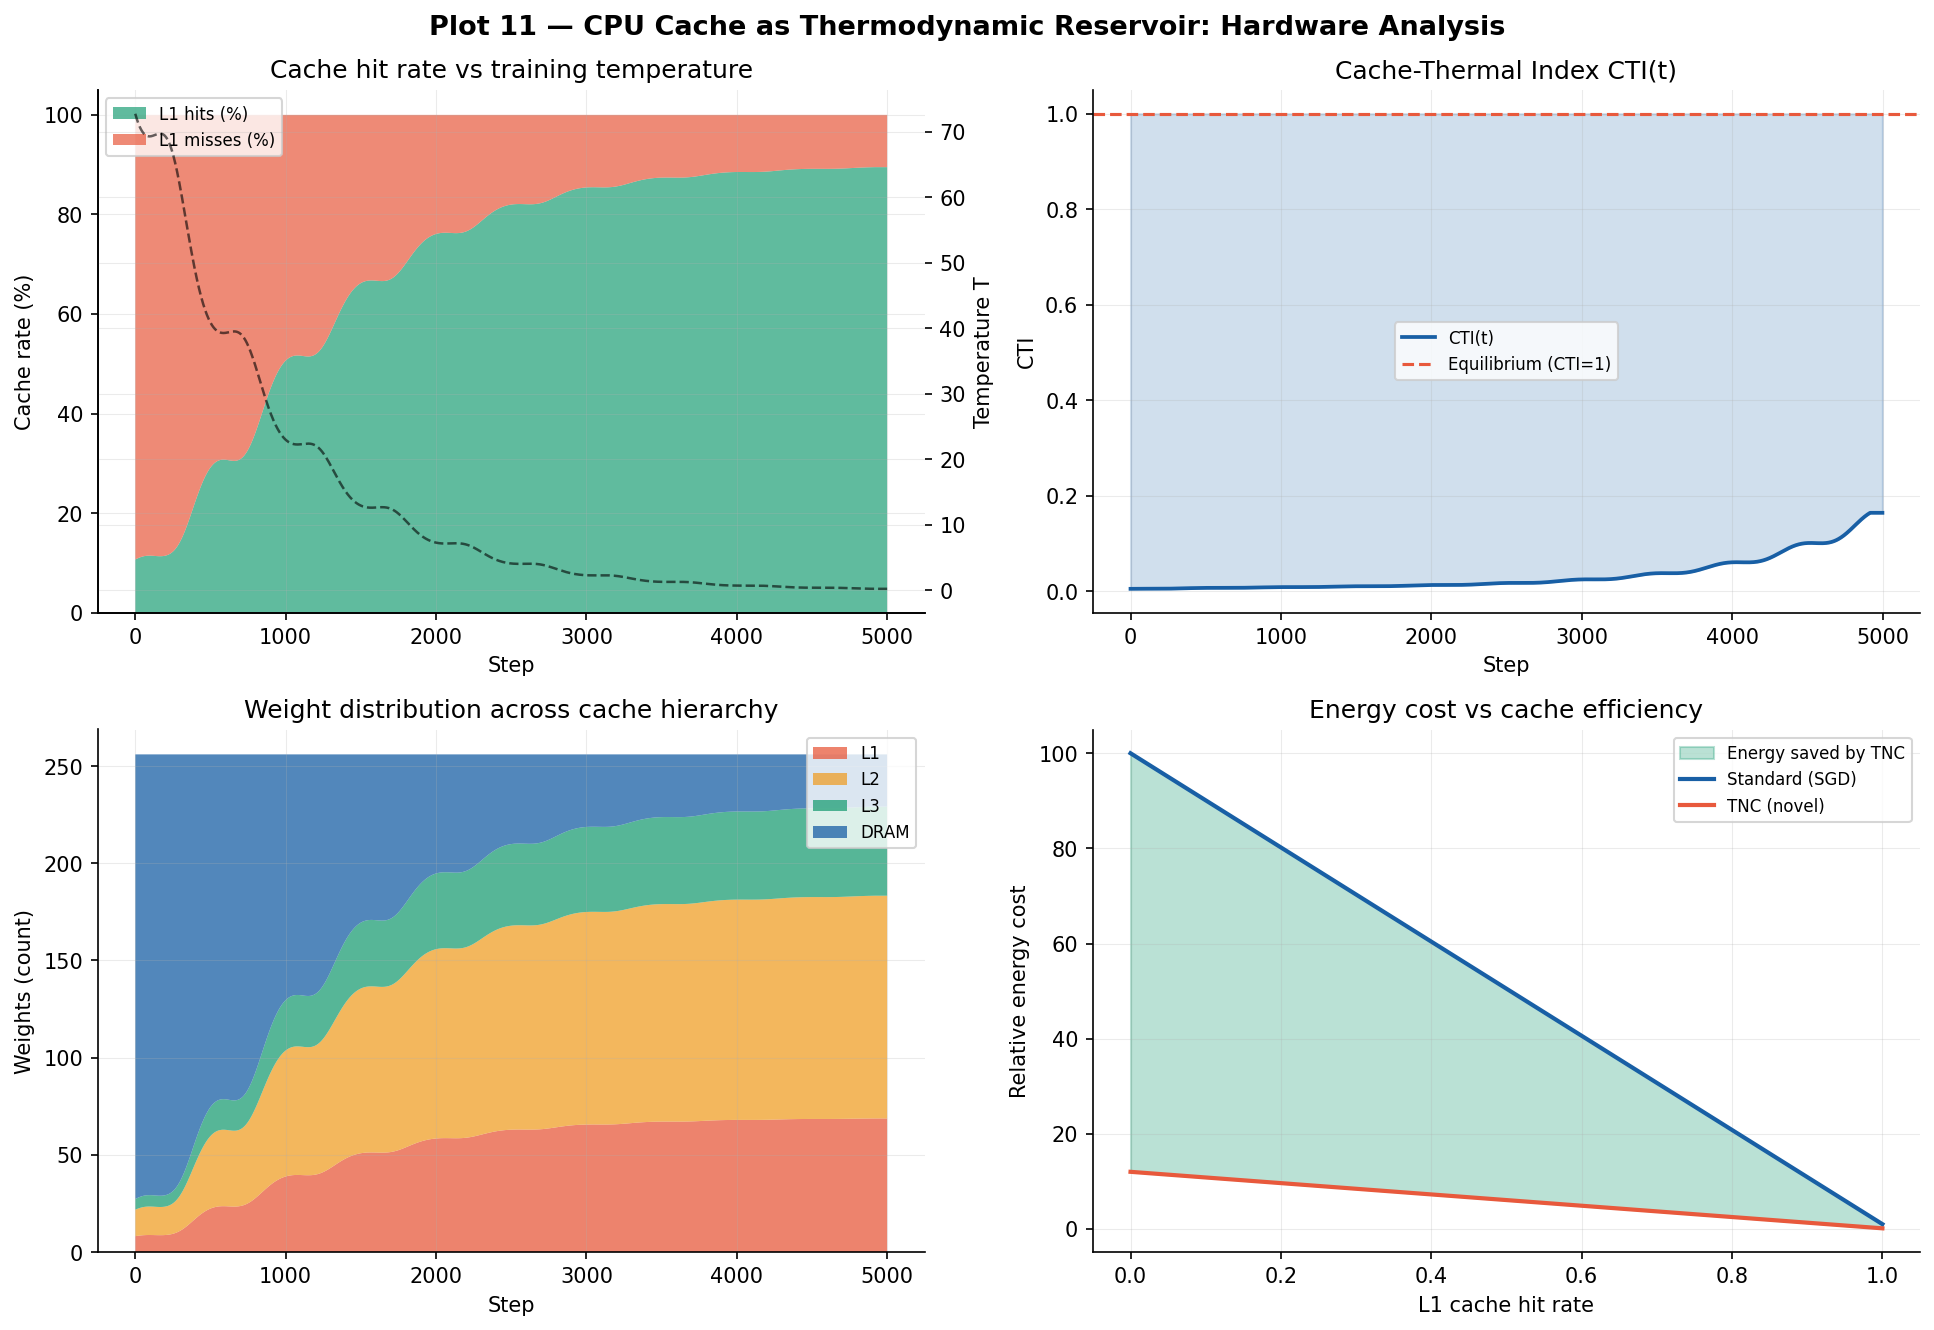 Plot 11 — CPU Cache as Thermodynamic Reservoir: Hardware Analysis
Cache hit rate vs training temperature
L1 hits (%)
L1 misses (%)
Cache rate (%)
100
80
60
40
20
0
70
60
50
40
30
20
10
0
Temperature T
0 1000 2000 3000 4000 5000
Step
Cache-Thermal Index CTI(t)
CTI
1.0
0.8
0.6
0.4
0.2
0.0
CTI(t)
Equilibrium (CTI=1)
0 1000 2000 3000 4000 5000
Step
Weight distribution across cache hierarchy
Weights (count)
250
200
150
100
50
0
L1
L2
L3
DRAM
0 1000 2000 3000 4000 5000
Step
Energy cost vs cache efficiency
Relative energy cost
100
80
60
40
20
0
Energy saved by TNC
Standard (SGD)
TNC (novel)
0.0 0.2 0.4 0.6 0.8 1.0
L1 cache hit rate